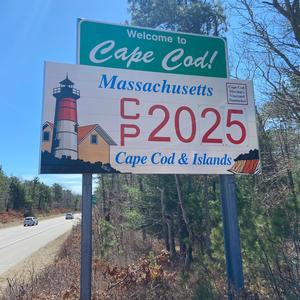 Welcome to
Cape Cod!
Massachusetts
CP 2025
Cape Cod & Islands